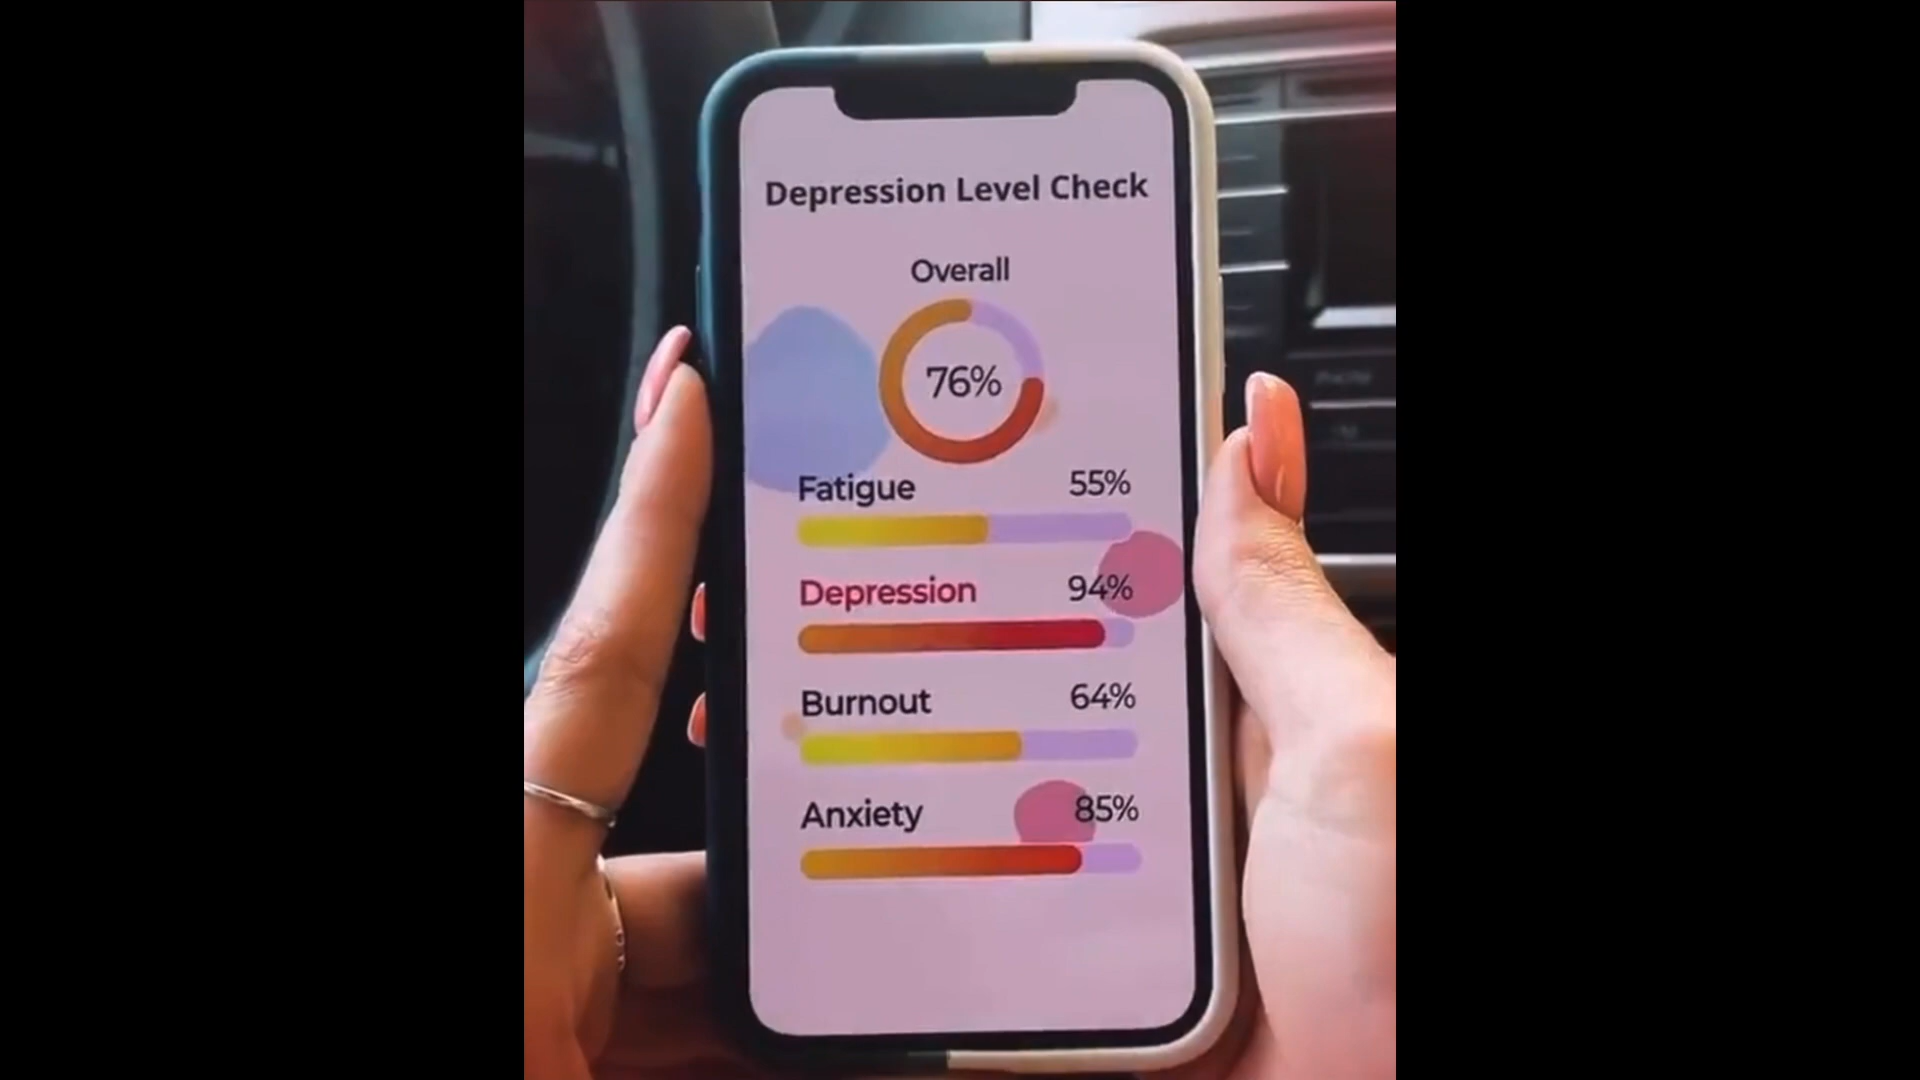 Depression Level Check
Overall
76%
Fatigue 55%
Depression 94%
Burnout 64%
Anxiety 85%